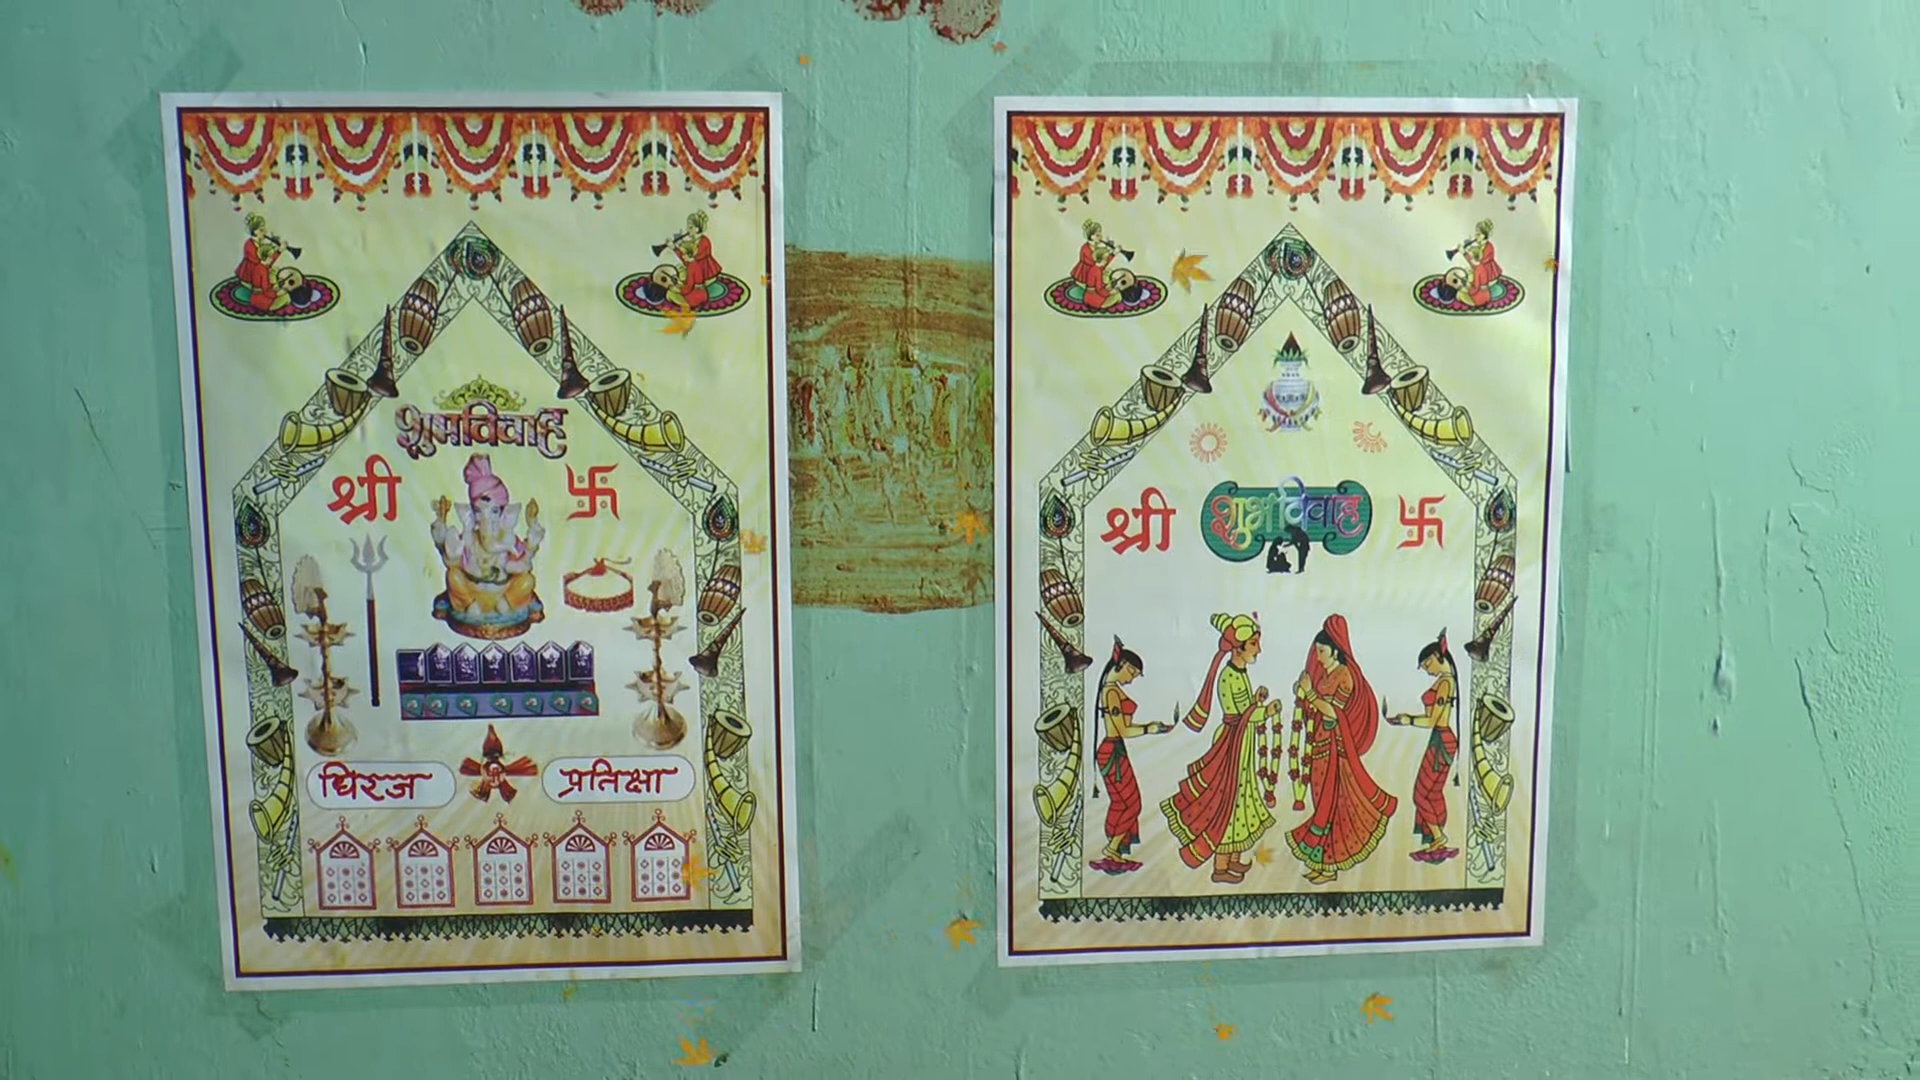 शुभविवाह
श्री
धिरज
प्रतिक्षा
शुभविवाह
श्री